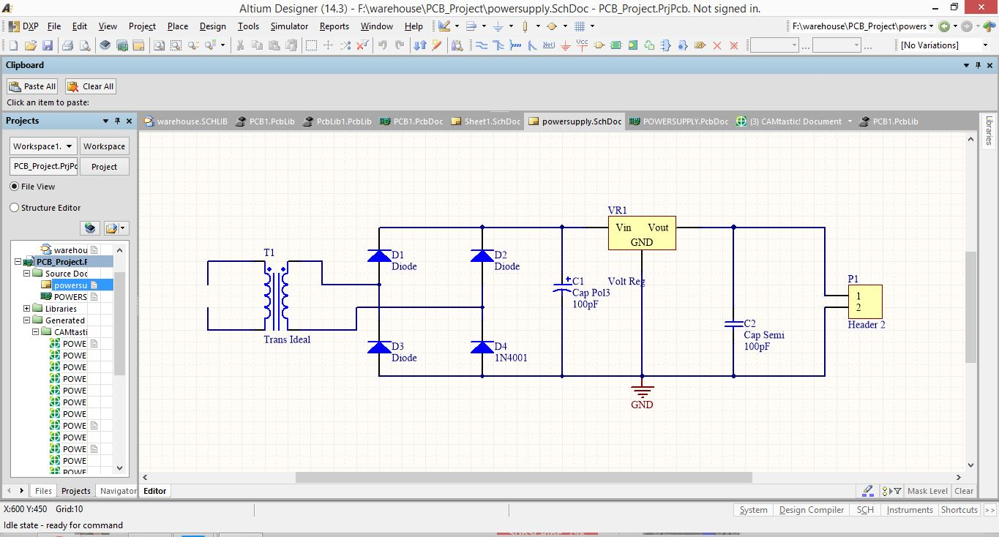 Altium Designer (14.3) - F:\warehouse\PCB_Project\powersupply.SchDoc - PCB_Project.PrjPcb. Not signed in.
DXP File Edit View Project Place Design Tools Simulator Reports Window Help F:\warehouse\PCB_Project\powers
Net1 Vcc D1 ... ... [No Variations]
Clipboard
Paste All Clear All
Click an item to paste:
Projects
warehouse.SCHLIB PCB1.PcbLib PcbLib1.PcbLib PCB1.PcbDoc Sheet1.SchDoc powersupply.SchDoc POWERSUPPLY.PcbDoc (3) CAMtastic! Document PCB1.PcbLib
Libraries
Workspace1. Workspace
PCB_Project.PrjPc Project
File View
Structure Editor
warehou
PCB_Project.F
Source Doc
powersu
POWERS
Libraries
Generated
CAMtasti
POWE
POWE
POWE
POWE
POWE
POWE
POWE
POWE
POWE
POWE
POWE
POWE
VR1
Vin Vout
GND
T1
Trans Ideal
D1
Diode
D2
Diode
C1
Cap Pol3
100pF
Volt Reg
P1
1
2
Header 2
C2
Cap Semi
100pF
D3
Diode
D4
1N4001
GND
Files Projects Navigator Editor Mask Level Clear
X:600 Y:450 Grid:10
System Design Compiler SCH Instruments Shortcuts >>
Idle state - ready for command